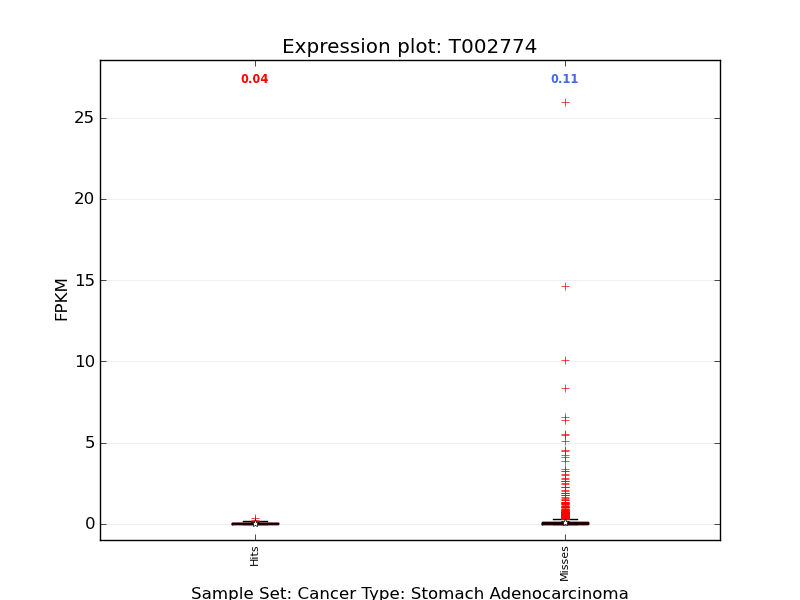 Expression plot: T002774
0.04
0.11
25
20
15
10
5
0
FPKM
Hits
Misses
Sample Set: Cancer Type: Stomach Adenocarcinoma